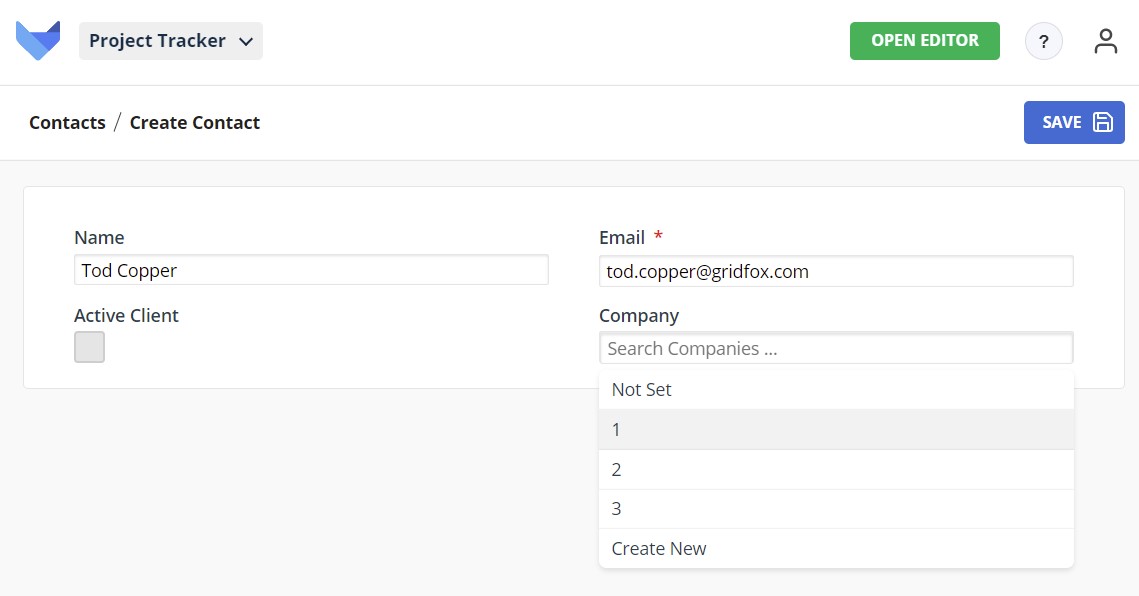 Project Tracker
OPEN EDITOR
?
Contacts / Create Contact
SAVE
Name
Email *
Tod Copper
tod.copper@gridfox.com
Active Client
Company
Search Companies ...
Not Set
1
2
3
Create New